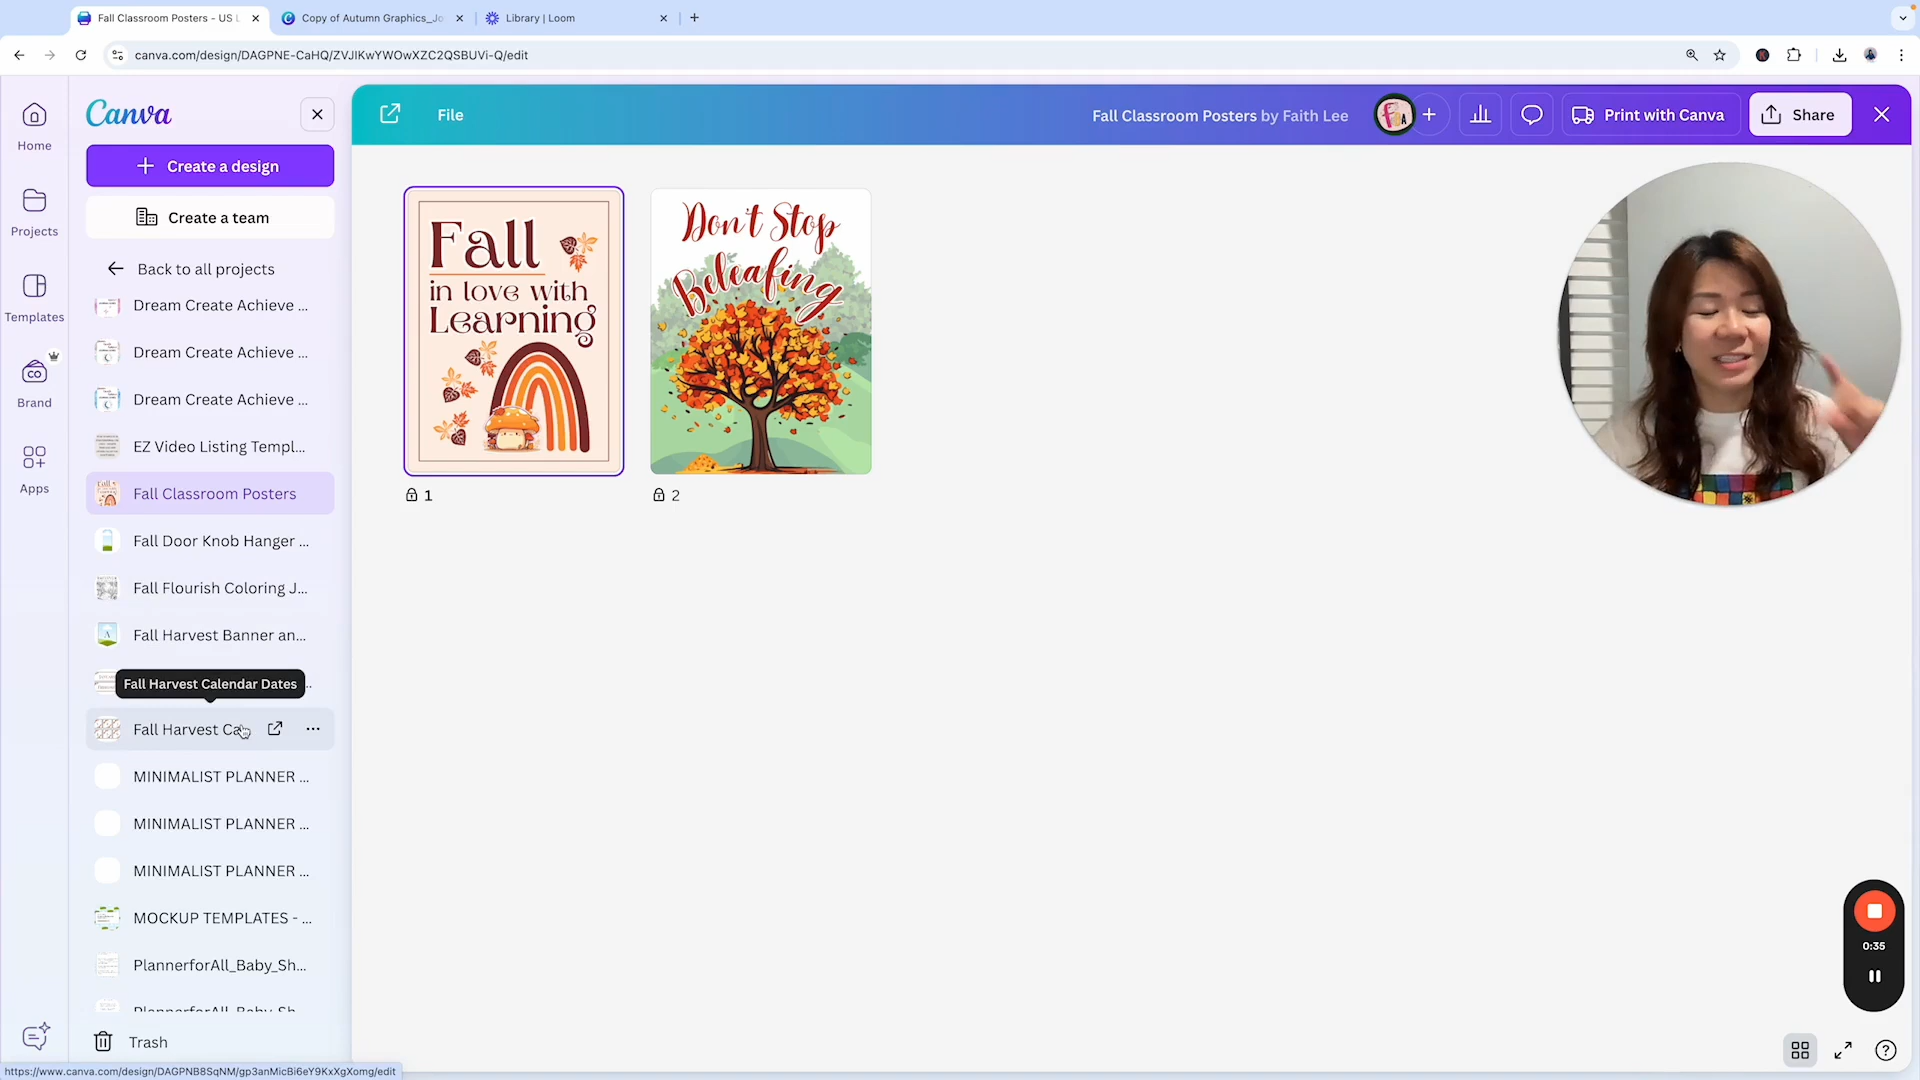 Fall Classroom Posters - US L
Copy of Autumn Graphics_Jo
Library | Loom
canva.com/design/DAGPNE-CaHQ/ZVJlKwYWOwXZC2QSBUVi-Q/edit
Home
Projects
Templates
Brand
Apps
Canva
Create a design
Create a team
Back to all projects
Dream Create Achieve ...
Dream Create Achieve ...
Dream Create Achieve ...
EZ Video Listing Templ...
Fall Classroom Posters
Fall Door Knob Hanger ...
Fall Flourish Coloring J...
Fall Harvest Banner an...
Fall Harvest Calendar Dates
Fall Harvest Ca
MINIMALIST PLANNER ...
MINIMALIST PLANNER ...
MINIMALIST PLANNER ...
MOCKUP TEMPLATES - ...
PlannerforAll_Baby_Sh...
PlannerforAll_Baby_Sh...
Trash
https://www.canva.com/design/DAGPNB8SqNM/gp3anMicBi6eY9KxXgXomg/edit
File
Fall Classroom Posters by Faith Lee
Print with Canva
Share
Fall
in love with
Learning
1
Don't Stop
Beleafing
2
0:35